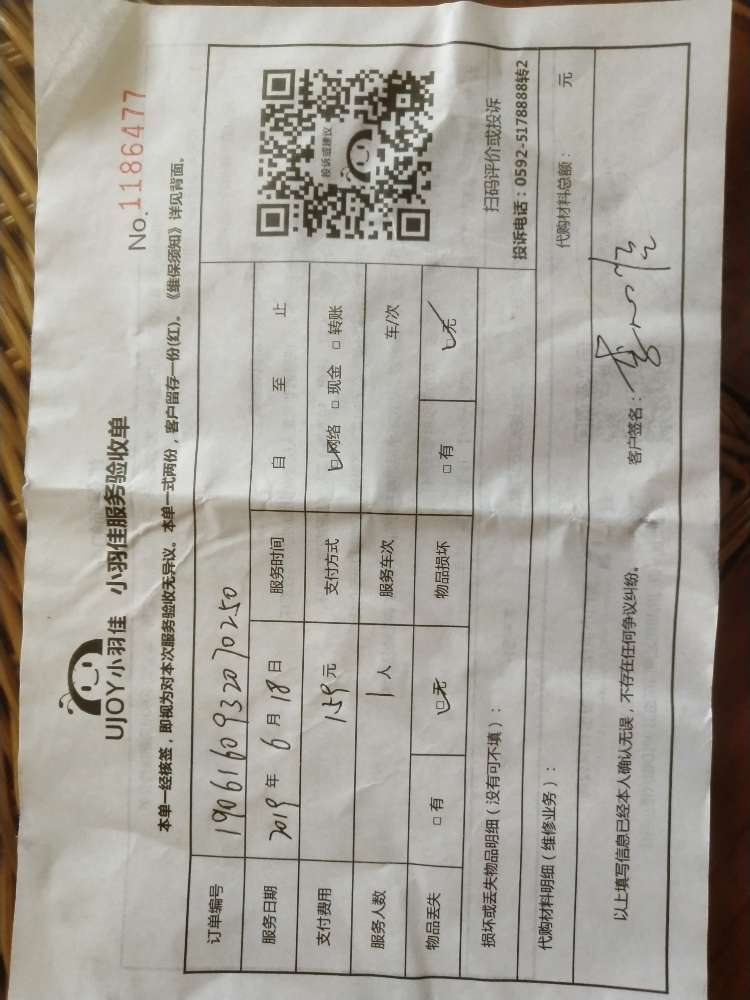 UJOY小羽佳 小羽佳服务验收单
No.1186477
本单一经核签，即视为对本次服务验收无异议。本单一式两份，客户留存一份(红)。《维保须知》详见背面。
订单编号 1906160932070250
服务日期 2019年6月18日 服务时间 自 至 止
支付费用 159元 支付方式 □网络 □现金 □转账
服务人数 1人 服务车次 车/次
物品丢失 □有 □无 物品损坏 □有 □无
投诉或建议
扫码评价或投诉
投诉电话：0592-5178888转2
损坏或丢失物品明细（没有可不填）：
代购材料明细（维修业务）： 代购材料总额： 元
以上填写信息已经本人确认无误，不存在任何争议纠纷。 客户签名：